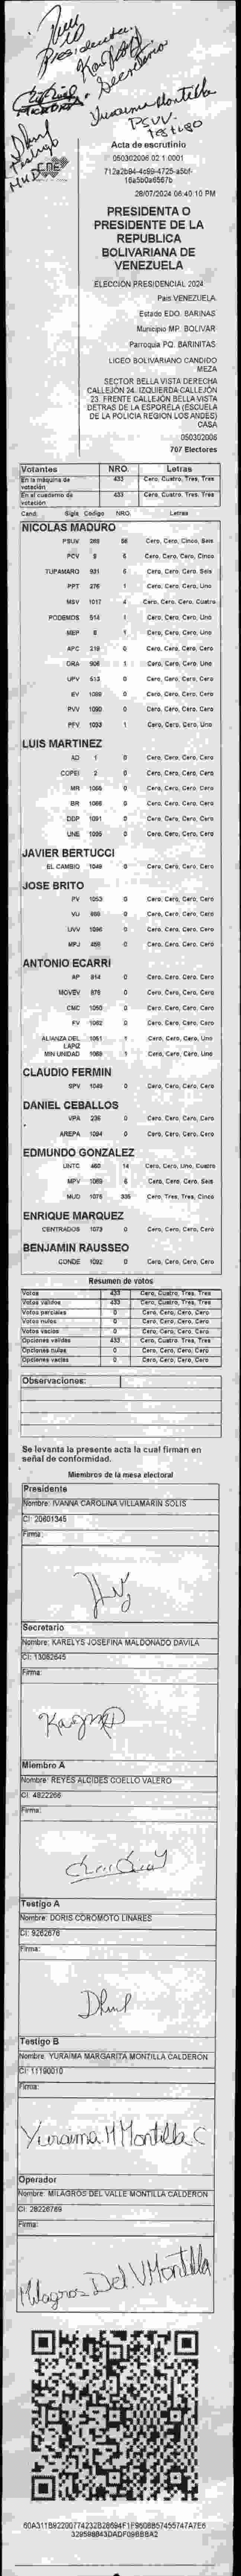 Presidenta
Karelys
Secretario
Miembro A
Yuraima Montilla
PSUV
Testigo
Testigo
MUD
CNE
Acta de escrutinio
050302006.02.1.0001
28/07/2024 06:40:10 PM
PRESIDENTA O
PRESIDENTE DE LA
REPUBLICA
BOLIVARIANA DE
VENEZUELA
ELECCIÓN PRESIDENCIAL 2024
Pais VENEZUELA
Estado EDO. BARINAS
Municipio MP. BOLIVAR
Parroquia PQ. BARINITAS
LICEO BOLIVARIANO CANDIDO
MEZA
SECTOR BELLA VISTA DERECHA
CALLEJÓN 24. IZQUIERDA CALLEJÓN
23. FRENTE CALLEJÓN BELLA VISTA
DETRAS DE LA ESPORELA (ESCUELA
DE LA POLICIA REGION LOS ANDES)
CASA
050302006
707 Electores
Votantes NRO. Letras
En la máquina de votación 433 Cero, Cuatro, Tres, Tres
En el cuaderno de votación 433 Cero, Cuatro, Tres, Tres
Cand. Sigla Código NRO. Letras
NICOLAS MADURO
PSUV 268 56 Cero, Cero, Cinco, Seis
PCV 5 5 Cero, Cero, Cero, Cinco
TUPAMARO 931 6 Cero, Cero, Cero, Seis
PPT 276 1 Cero, Cero, Cero, Uno
MSV 1017 4 Cero, Cero, Cero, Cuatro
PODEMOS 514 1 Cero, Cero, Cero, Uno
MEP 8 1 Cero, Cero, Cero, Uno
APC 219 0 Cero, Cero, Cero, Cero
ORA 906 1 Cero, Cero, Cero, Uno
UPV 513 0 Cero, Cero, Cero, Cero
EV 1089 0 Cero, Cero, Cero, Cero
PVV 1090 0 Cero, Cero, Cero, Cero
PFV 1093 1 Cero, Cero, Cero, Uno
LUIS MARTINEZ
AD 1 0 Cero, Cero, Cero, Cero
COPEI 2 0 Cero, Cero, Cero, Cero
MR 1068 0 Cero, Cero, Cero, Cero
BR 1066 0 Cero, Cero, Cero, Cero
DDP 1091 0 Cero, Cero, Cero, Cero
UNE 1095 0 Cero, Cero, Cero, Cero
JAVIER BERTUCCI
EL CAMBIO 1049 0 Cero, Cero, Cero, Cero
JOSE BRITO
PV 1053 0 Cero, Cero, Cero, Cero
VU 869 0 Cero, Cero, Cero, Cero
UVV 1096 0 Cero, Cero, Cero, Cero
MPJ 459 0 Cero, Cero, Cero, Cero
ANTONIO ECARRI
AP 814 0 Cero, Cero, Cero, Cero
MOVEV 878 0 Cero, Cero, Cero, Cero
CMC 1050 0 Cero, Cero, Cero, Cero
FV 1062 0 Cero, Cero, Cero, Cero
ALIANZA DEL LAPIZ 1051 1 Cero, Cero, Cero, Uno
MIN UNIDAD 1069 1 Cero, Cero, Cero, Uno
CLAUDIO FERMIN
SPV 1048 0 Cero, Cero, Cero, Cero
DANIEL CEBALLOS
VPA 236 0 Cero, Cero, Cero, Cero
AREPA 1094 0 Cero, Cero, Cero, Cero
EDMUNDO GONZALEZ
UNTC 460 14 Cero, Cero, Uno, Cuatro
MPV 1069 6 Cero, Cero, Cero, Seis
MUD 1076 335 Cero, Tres, Tres, Cinco
ENRIQUE MARQUEZ
CENTRADOS 1073 0 Cero, Cero, Cero, Cero
BENJAMIN RAUSSEO
CONDE 1092 0 Cero, Cero, Cero, Cero
Resumen de votos
Votos 433 Cero, Cuatro, Tres, Tres
Votos válidos 433 Cero, Cuatro, Tres, Tres
Votos parciales 0 Cero, Cero, Cero, Cero
Votos nulos 0 Cero, Cero, Cero, Cero
Votos vacíos 0 Cero, Cero, Cero, Cero
Opciones válidas 433 Cero, Cuatro, Tres, Tres
Opciones nulas 0 Cero, Cero, Cero, Cero
Opciones vacías 0 Cero, Cero, Cero, Cero
Observaciones:
Se levanta la presente acta la cual firman en
señal de conformidad.
Miembros de la mesa electoral
Presidente
Nombre: IVANNA CAROLINA VILLAMARIN SOLIS
CI: 20601345
Firma:
Secretario
Nombre: KARELYS JOSEFINA MALDONADO DAVILA
CI: 13062645
Firma:
Miembro A
Nombre: REYES ALCIDES COELLO VALERO
CI: 4922266
Firma:
Testigo A
Nombre: DORIS COROMOTO LINARES
CI: 9262676
Firma:
Testigo B
Nombre: YURAIMA MARGARITA MONTILLA CALDERON
CI: 11190010
Firma:
Yuraima M Montilla C
Operador
Nombre: MILAGROS DEL VALLE MONTILLA CALDERON
CI: 28226769
Firma:
Milagros Del V Montilla